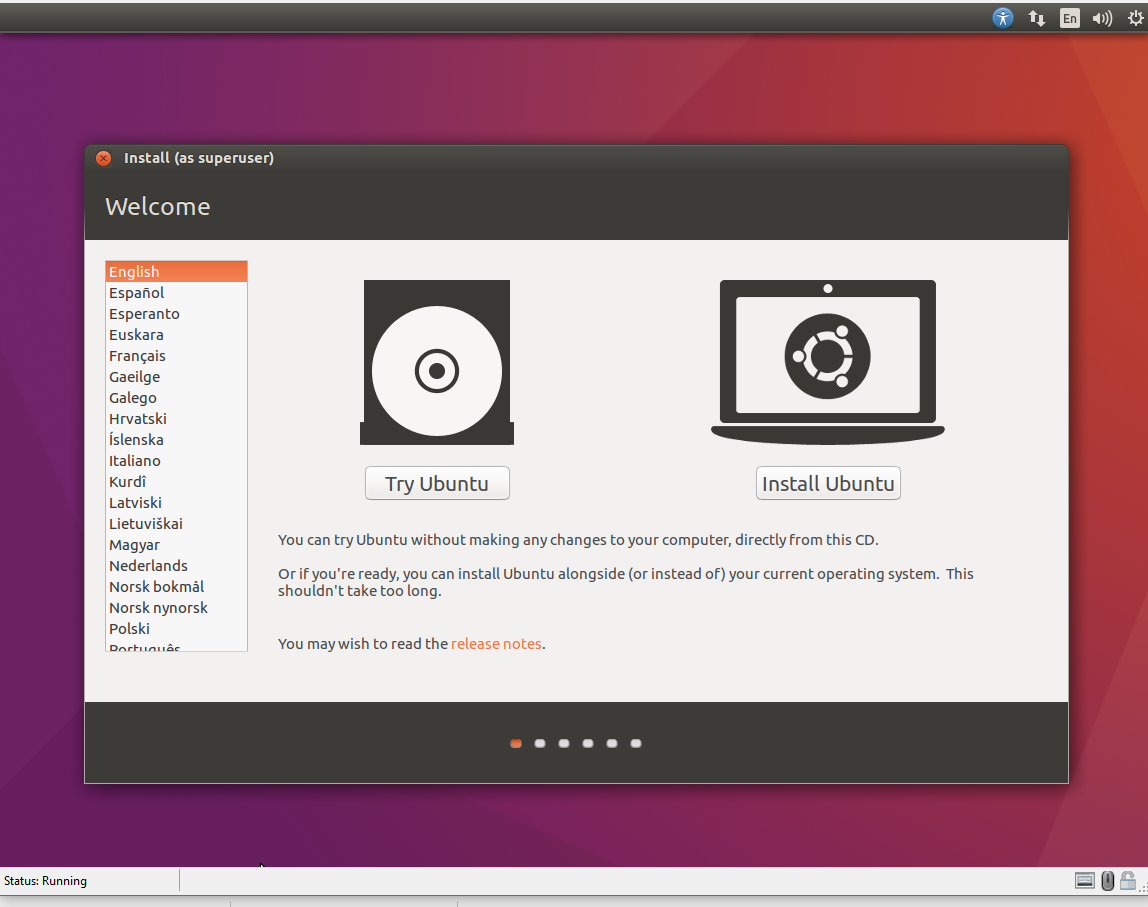 En
Install (as superuser)
Welcome
English
Español
Esperanto
Euskara
Français
Gaeilge
Galego
Hrvatski
Íslenska
Italiano
Kurdî
Latviski
Lietuviškai
Magyar
Nederlands
Norsk bokmål
Norsk nynorsk
Polski
Português
Try Ubuntu
Install Ubuntu
You can try Ubuntu without making any changes to your computer, directly from this CD.
Or if you're ready, you can install Ubuntu alongside (or instead of) your current operating system.  This
shouldn't take too long.
You may wish to read the release notes.
Status: Running